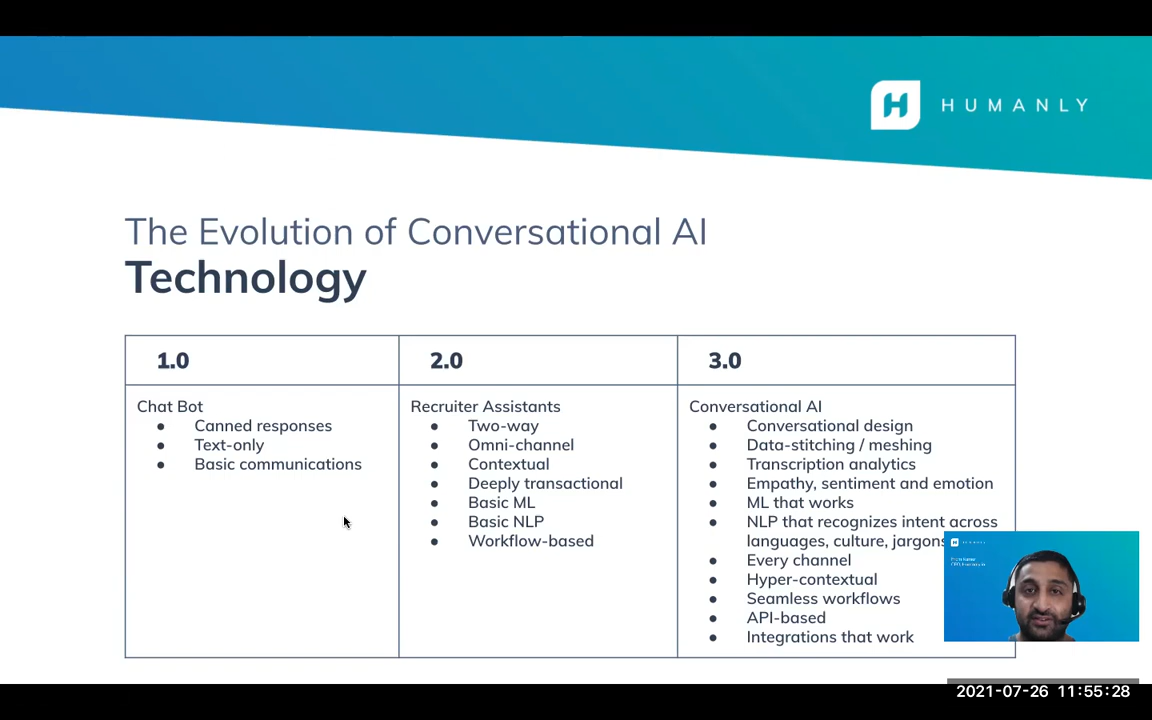 HUMANLY
The Evolution of Conversational AI
Technology
1.0
2.0
3.0
Chat Bot
● Canned responses
● Text-only
● Basic communications
Recruiter Assistants
● Two-way
● Omni-channel
● Contextual
● Deeply transactional
● Basic ML
● Basic NLP
● Workflow-based
Conversational AI
● Conversational design
● Data-stitching / meshing
● Transcription analytics
● Empathy, sentiment and emotion
● ML that works
● NLP that recognizes intent across
languages, culture, jargons
● Every channel
● Hyper-contextual
● Seamless workflows
● API-based
● Integrations that work
2021-07-26 11:55:28